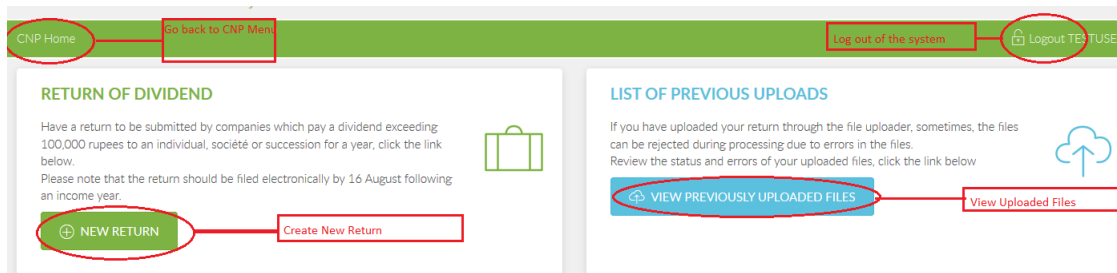 CNP Home
Go back to CNP Menu
Log out of the system
Logout TESTUSE
RETURN OF DIVIDEND
Have a return to be submitted by companies which pay a dividend exceeding
100,000 rupees to an individual, société or succession for a year, click the link
below.
Please note that the return should be filed electronically by 16 August following
an income year.
NEW RETURN
Create New Return
LIST OF PREVIOUS UPLOADS
If you have uploaded your return through the file uploader, sometimes, the files
can be rejected during processing due to errors in the files.
Review the status and errors of your uploaded files, click the link below
VIEW PREVIOUSLY UPLOADED FILES
View Uploaded Files